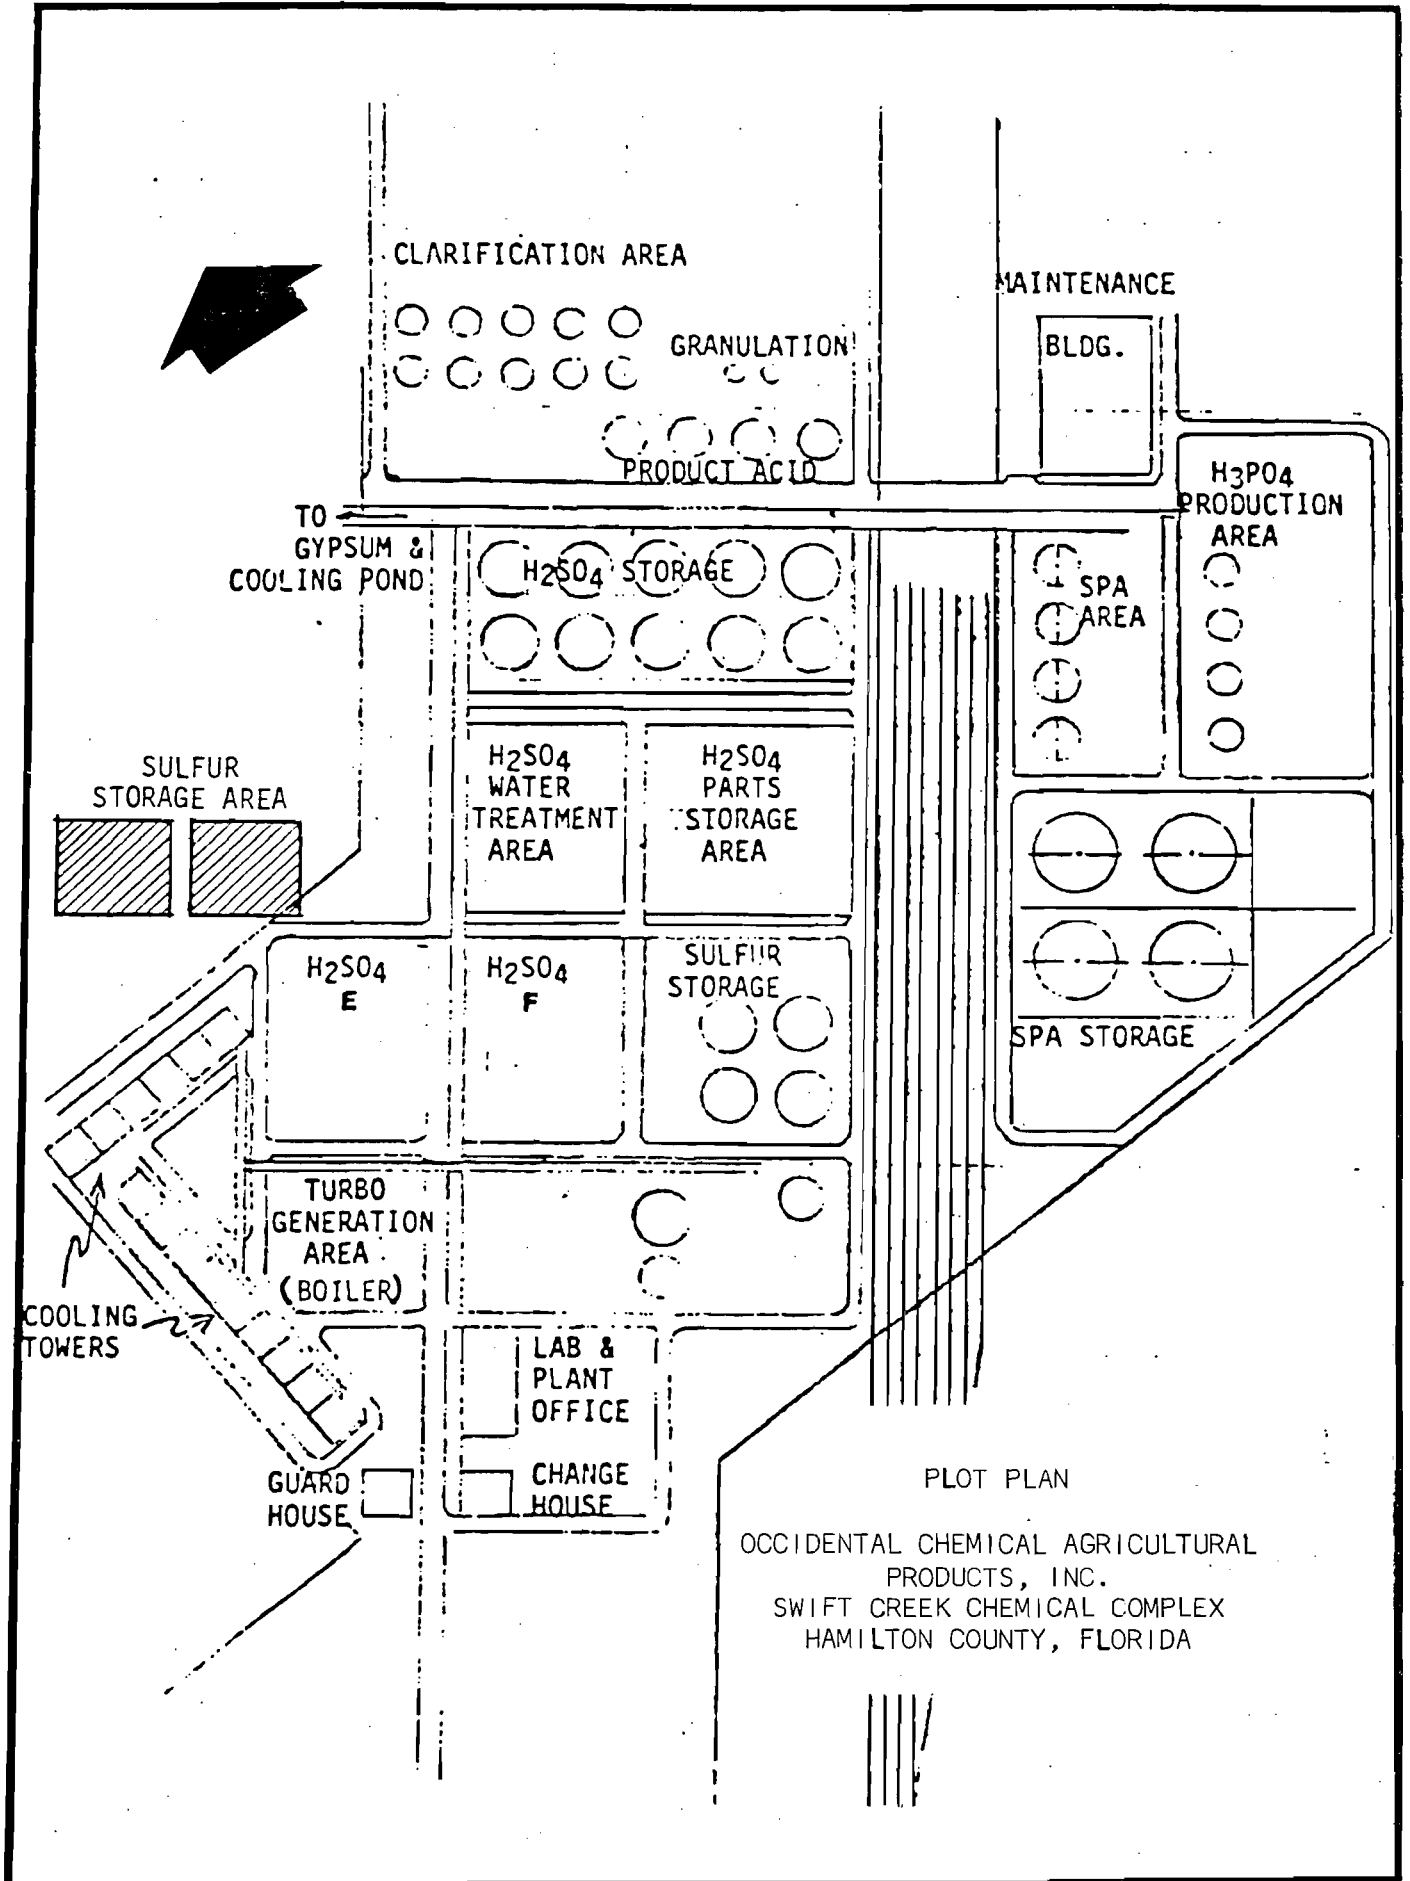 CLARIFICATION AREA
MAINTENANCE
BLDG.
GRANULATION
PRODUCT ACID
H3PO4
PRODUCTION
AREA
TO
GYPSUM &
COOLING POND
H2SO4 STORAGE
SPA
AREA
SULFUR
STORAGE AREA
H2SO4
WATER
TREATMENT
AREA
H2SO4
PARTS
STORAGE
AREA
H2SO4
E
H2SO4
F
SULFUR
STORAGE
SPA STORAGE
TURBO
GENERATION
AREA
(BOILER)
COOLING
TOWERS
LAB &
PLANT
OFFICE
GUARD
HOUSE
CHANGE
HOUSE
PLOT PLAN
OCCIDENTAL CHEMICAL AGRICULTURAL
PRODUCTS, INC.
SWIFT CREEK CHEMICAL COMPLEX
HAMILTON COUNTY, FLORIDA